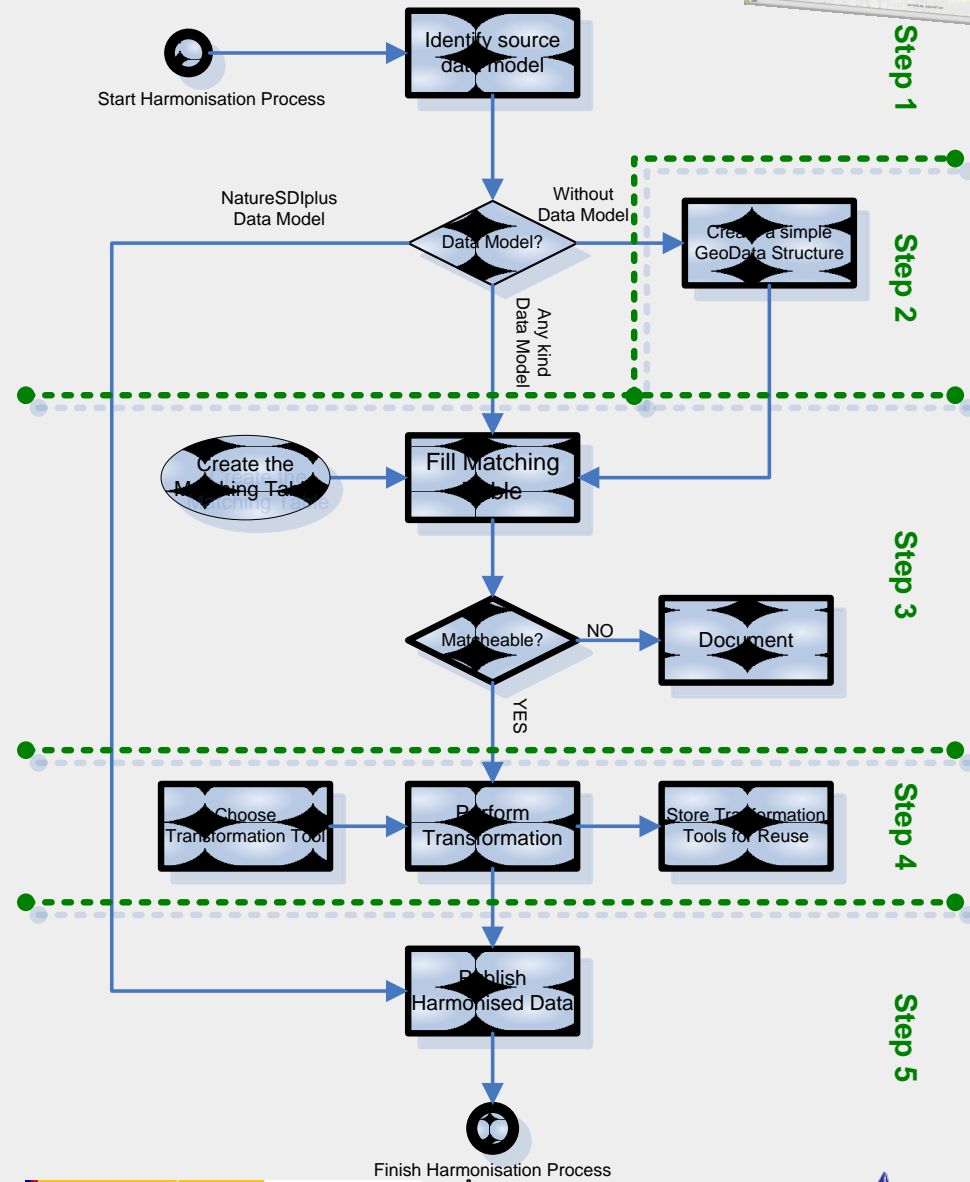 Step 1
Identify source
data model
Start Harmonisation Process
NatureSDIplus
Data Model
Without
Data Model
Data Model?
Create a simple
GeoData Structure
Step 2
Any kind
Data Model
Create the
Matching Table
Fill Matching
Table
Step 3
Matcheable?
NO
Document
YES
Choose
Transformation Tool
Perform
Transformation
Store Transformation
Tools for Reuse
Step 4
Publish
Harmonised Data
Step 5
Finish Harmonisation Process